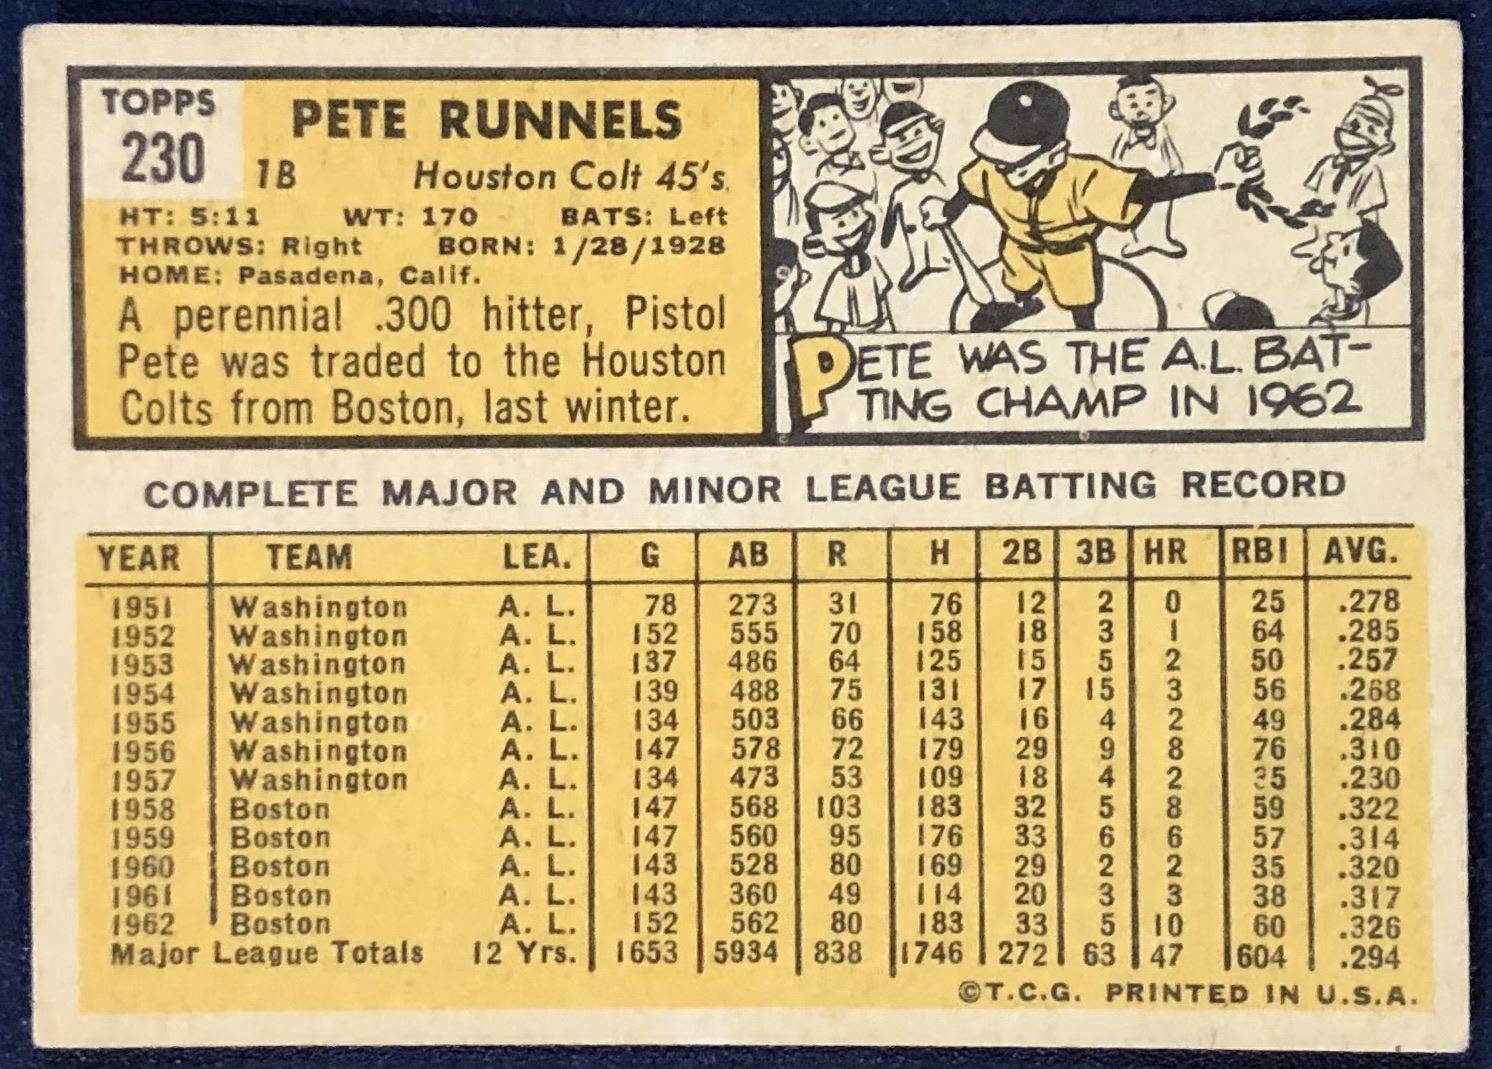 TOPPS
230
PETE RUNNELS
1B Houston Colt 45's
HT: 5:11 WT: 170 BATS: Left
THROWS: Right BORN: 1/28/1928
HOME: Pasadena, Calif.
A perennial .300 hitter, Pistol
Pete was traded to the Houston
Colts from Boston, last winter.
PETE WAS THE A.L. BAT-
TING CHAMP IN 1962
COMPLETE MAJOR AND MINOR LEAGUE BATTING RECORD
YEAR TEAM LEA. G AB R H 2B 3B HR RBI AVG.
1951 Washington A. L. 78 273 31 76 12 2 0 25 .278
1952 Washington A. L. 152 555 70 158 18 3 1 64 .285
1953 Washington A. L. 137 486 64 125 15 5 2 50 .257
1954 Washington A. L. 139 488 75 131 17 15 3 56 .268
1955 Washington A. L. 134 503 66 143 16 4 2 49 .284
1956 Washington A. L. 147 578 72 179 29 9 8 76 .310
1957 Washington A. L. 134 473 53 109 18 4 2 35 .230
1958 Boston A. L. 147 568 103 183 32 5 8 59 .322
1959 Boston A. L. 147 560 95 176 33 6 6 57 .314
1960 Boston A. L. 143 528 80 169 29 2 2 35 .320
1961 Boston A. L. 143 360 49 114 20 3 3 38 .317
1962 Boston A. L. 152 562 80 183 33 5 10 60 .326
Major League Totals 12 Yrs. 1653 5934 838 1746 272 63 47 604 .294
©T.C.G. PRINTED IN U.S.A.